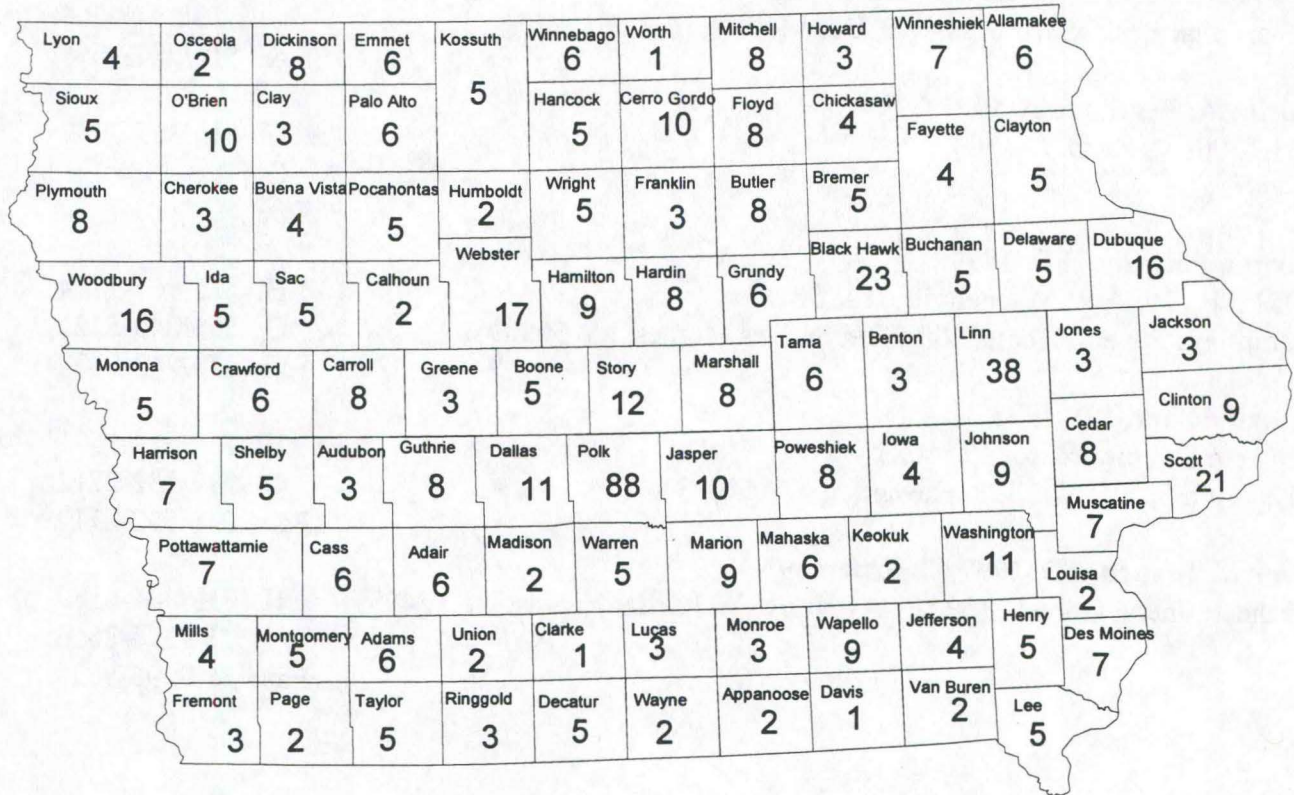 Lyon 4
Osceola 2
Dickinson 8
Emmet 6
Kossuth 5
Winnebago 6
Worth 1
Mitchell 8
Howard 3
Winneshiek 7
Allamakee 6
Sioux 5
O'Brien 10
Clay 3
Palo Alto 6
Hancock 5
Cerro Gordo 10
Floyd 8
Chickasaw 4
Fayette 4
Clayton 5
Plymouth 8
Cherokee 3
Buena Vista 4
Pocahontas 5
Humboldt 2
Wright 5
Franklin 3
Butler 8
Bremer 5
Woodbury 16
Ida 5
Sac 5
Calhoun 2
Webster 17
Hamilton 9
Hardin 8
Grundy 6
Black Hawk 23
Buchanan 5
Delaware 5
Dubuque 16
Monona 5
Crawford 6
Carroll 8
Greene 3
Boone 5
Story 12
Marshall 8
Tama 6
Benton 3
Linn 38
Jones 3
Jackson 3
Clinton 9
Harrison 7
Shelby 5
Audubon 3
Guthrie 8
Dallas 11
Polk 88
Jasper 10
Poweshiek 8
Iowa 4
Johnson 9
Cedar 8
Scott 21
Muscatine 7
Pottawattamie 7
Cass 6
Adair 6
Madison 2
Warren 5
Marion 9
Mahaska 6
Keokuk 2
Washington 11
Louisa 2
Mills 4
Montgomery 5
Adams 6
Union 2
Clarke 1
Lucas 3
Monroe 3
Wapello 9
Jefferson 4
Henry 5
Des Moines 7
Fremont 3
Page 2
Taylor 5
Ringgold 3
Decatur 5
Wayne 2
Appanoose 2
Davis 1
Van Buren 2
Lee 5